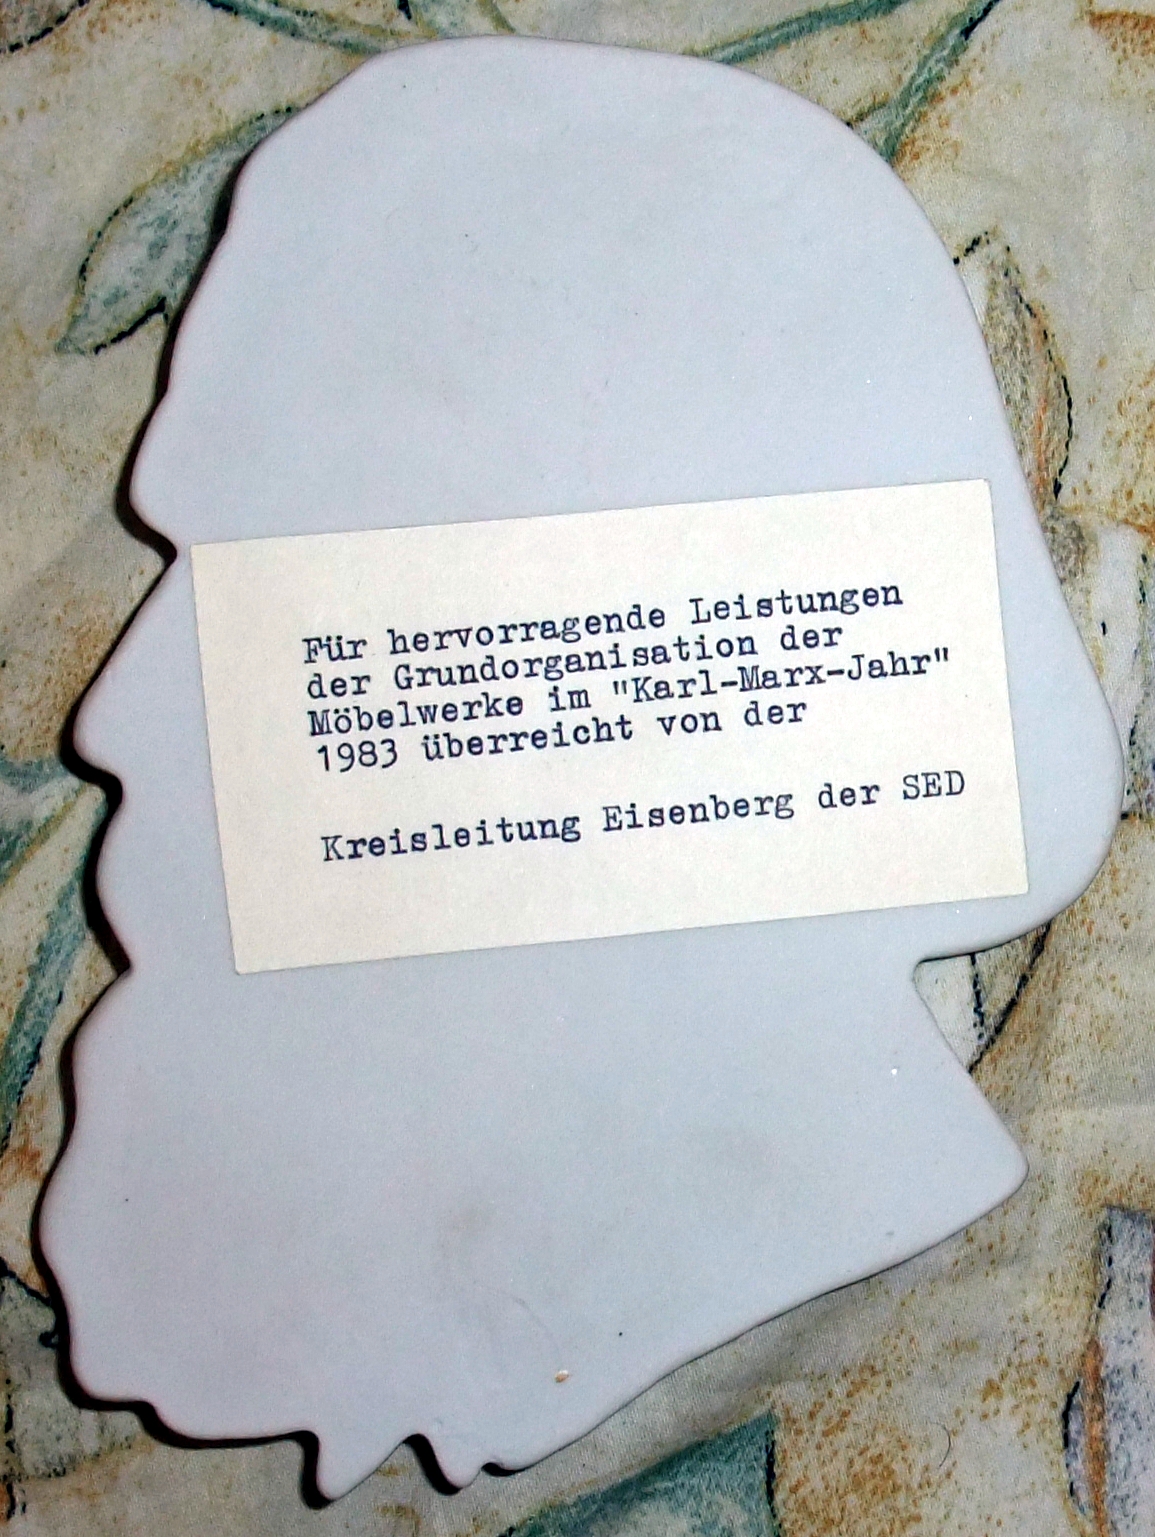 Für hervorragende Leistungen
der Grundorganisation der
Möbelwerke im "Karl-Marx-Jahr"
1983 überreicht von der
Kreisleitung Eisenberg der SED